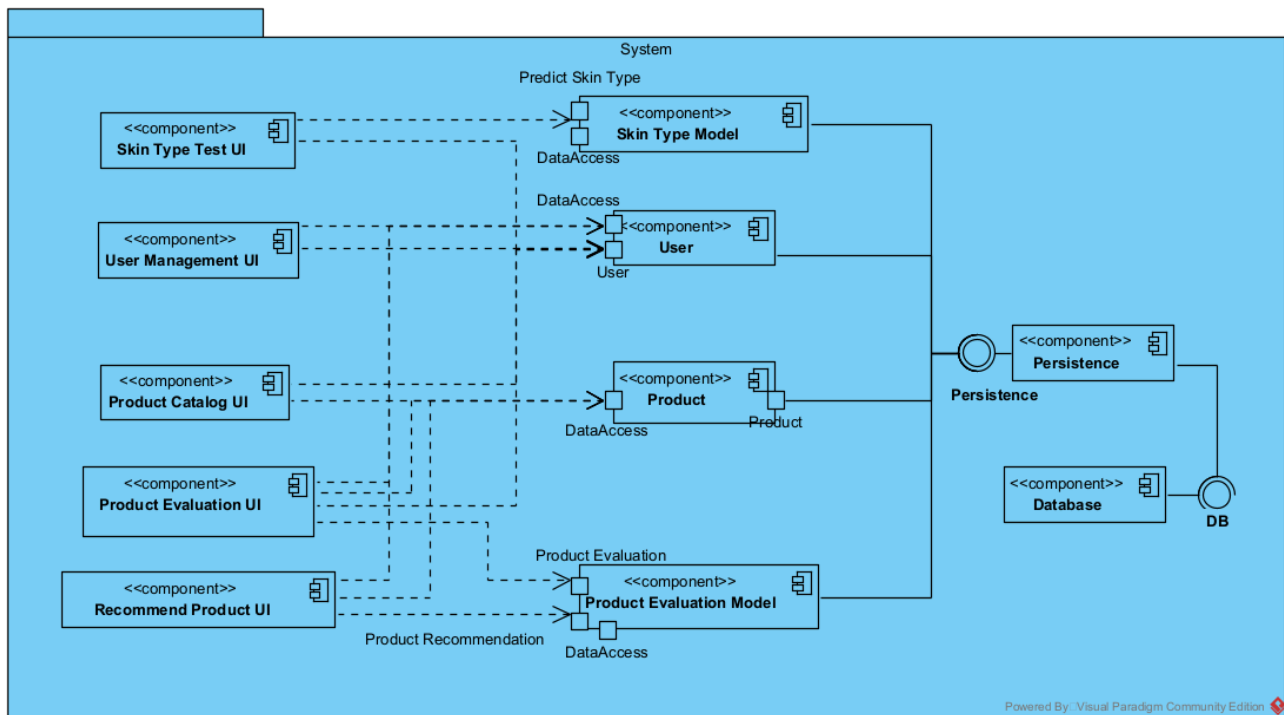 System
Predict Skin Type
<<component>>
Skin Type Test UI
<<component>>
Skin Type Model
DataAccess
DataAccess
<<component>>
User Management UI
<<component>>
User
User
<<component>>
Product Catalog UI
<<component>>
Product
DataAccess
Product
<<component>>
Persistence
Persistence
<<component>>
Product Evaluation UI
<<component>>
Database
DB
Product Evaluation
<<component>>
Recommend Product UI
<<component>>
Product Evaluation Model
Product Recommendation
DataAccess
Powered By: Visual Paradigm Community Edition